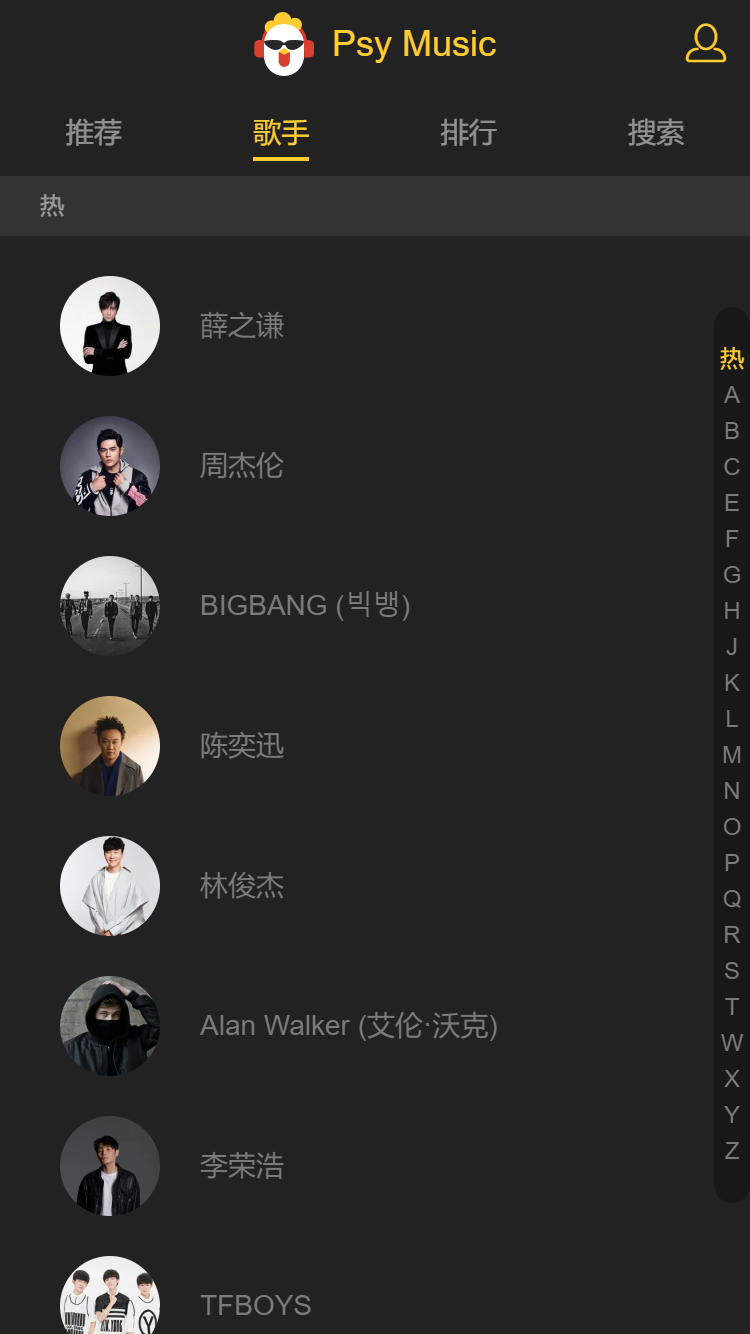 Psy Music
推荐 歌手 排行 搜索
热
薛之谦
周杰伦
BIGBANG (빅뱅)
陈奕迅
林俊杰
Alan Walker (艾伦·沃克)
李荣浩
TFBOYS
热
A
B
C
E
F
G
H
J
K
L
M
N
O
P
Q
R
S
T
W
X
Y
Z